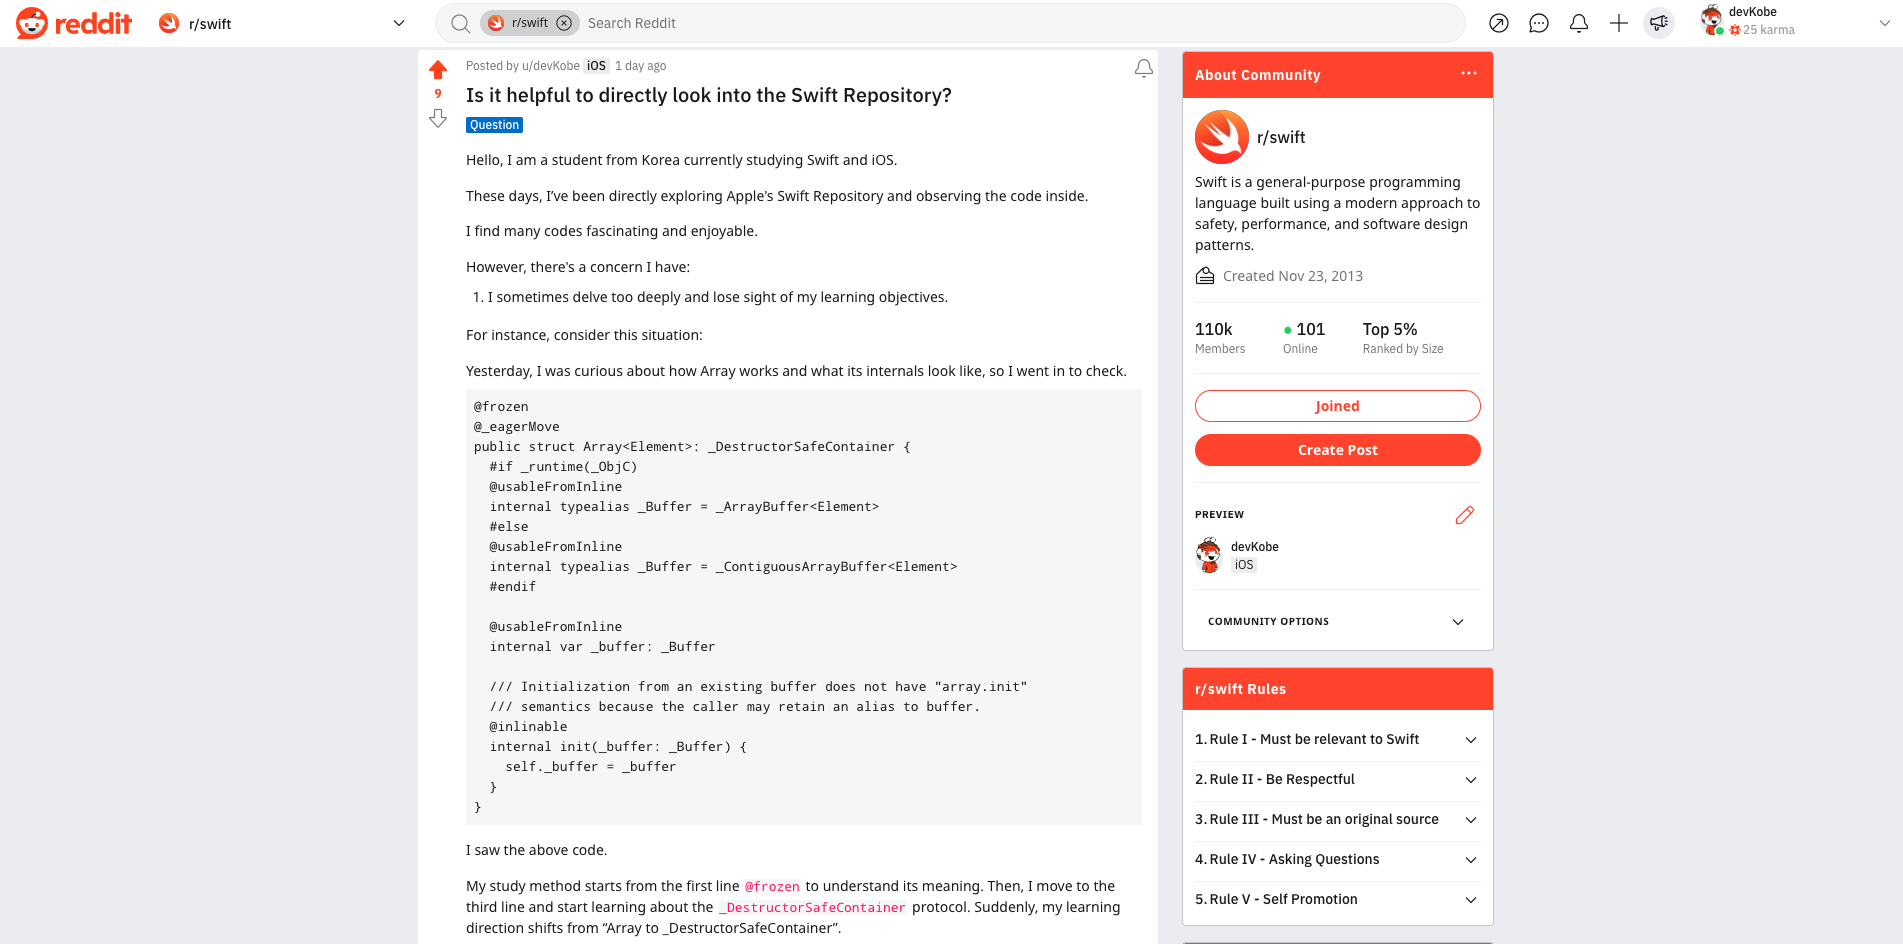 reddit
r/swift
r/swift
Search Reddit
devKobe
25 karma
Posted by u/devKobe iOS 1 day ago
9
Is it helpful to directly look into the Swift Repository?
Question
Hello, I am a student from Korea currently studying Swift and iOS.
These days, I’ve been directly exploring Apple's Swift Repository and observing the code inside.
I find many codes fascinating and enjoyable.
However, there's a concern I have:
1. I sometimes delve too deeply and lose sight of my learning objectives.
For instance, consider this situation:
Yesterday, I was curious about how Array works and what its internals look like, so I went in to check.
@frozen
@_eagerMove
public struct Array<Element>: _DestructorSafeContainer {
  #if _runtime(_ObjC)
  @usableFromInline
  internal typealias _Buffer = _ArrayBuffer<Element>
  #else
  @usableFromInline
  internal typealias _Buffer = _ContiguousArrayBuffer<Element>
  #endif
  @usableFromInline
  internal var _buffer: _Buffer
  /// Initialization from an existing buffer does not have "array.init"
  /// semantics because the caller may retain an alias to buffer.
  @inlinable
  internal init(_buffer: _Buffer) {
    self._buffer = _buffer
  }
}
I saw the above code.
My study method starts from the first line @frozen to understand its meaning. Then, I move to the
third line and start learning about the _DestructorSafeContainer protocol. Suddenly, my learning
direction shifts from “Array to _DestructorSafeContainer”.
About Community
r/swift
Swift is a general-purpose programming
language built using a modern approach to
safety, performance, and software design
patterns.
Created Nov 23, 2013
110k
Members
101
Online
Top 5%
Ranked by Size
Joined
Create Post
PREVIEW
devKobe
iOS
COMMUNITY OPTIONS
r/swift Rules
1. Rule I - Must be relevant to Swift
2. Rule II - Be Respectful
3. Rule III - Must be an original source
4. Rule IV - Asking Questions
5. Rule V - Self Promotion